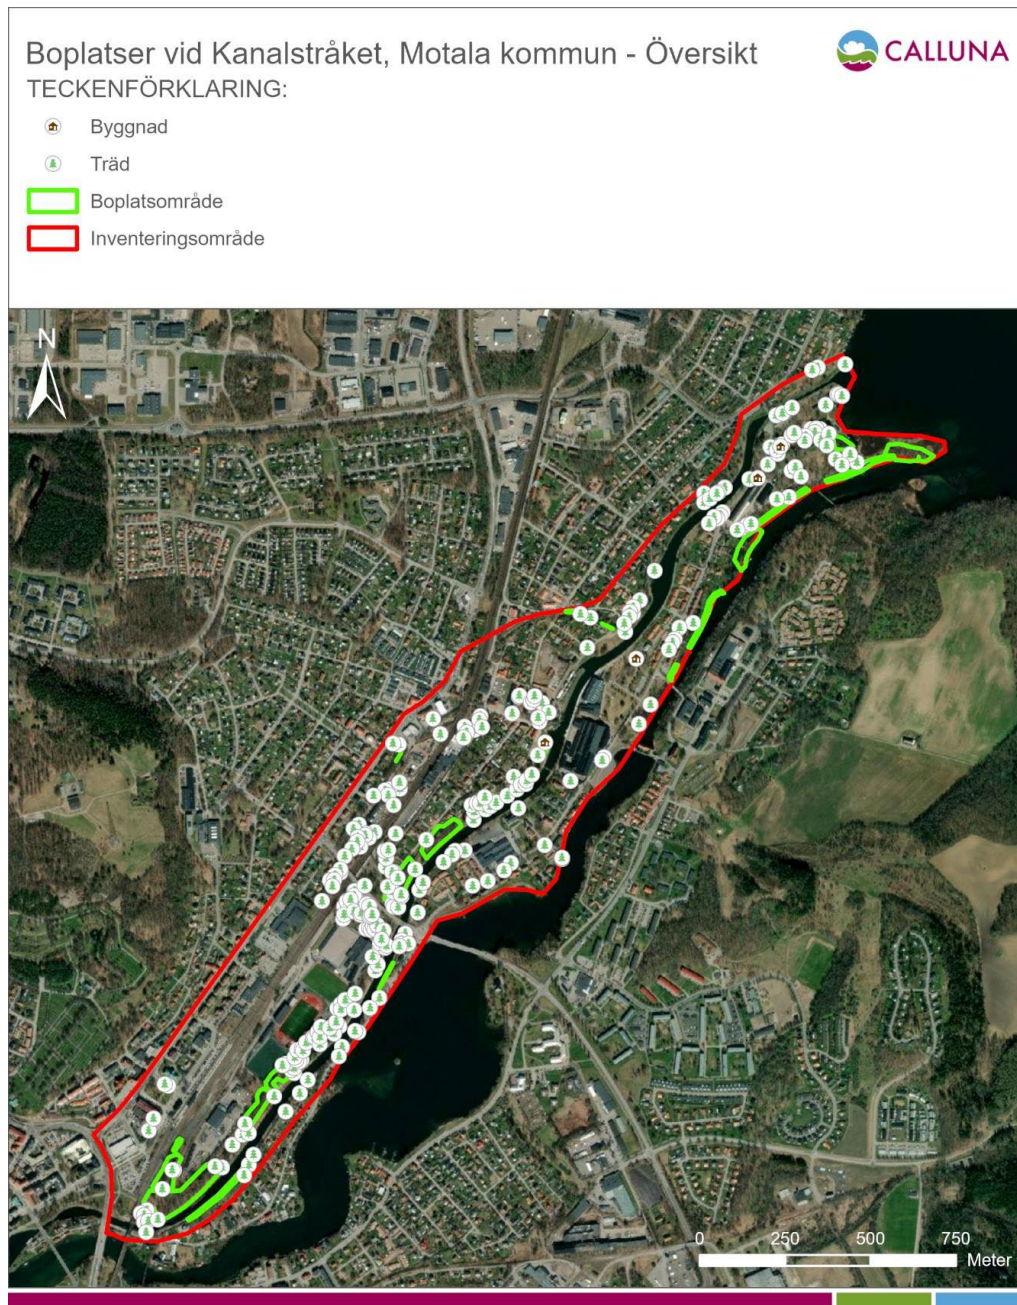 Boplatser vid Kanalstråket, Motala kommun - Översikt
CALLUNA
TECKENFÖRKLARING:
Byggnad
Träd
Boplatsområde
Inventeringsområde
N
0 250 500 750
Meter